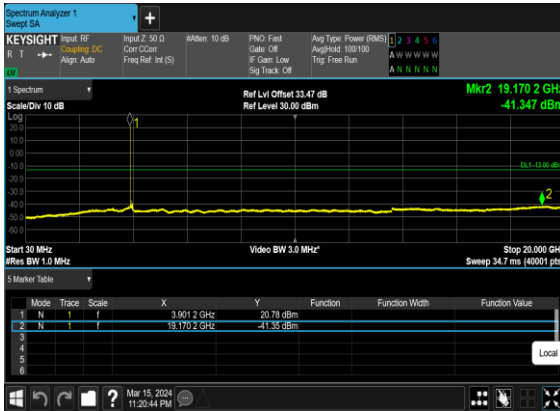 Spectrum Analyzer 1
Swept SA
+
KEYSIGHT Input: RF Input Z: 50 Ω #Atten: 10 dB PNO: Fast Avg Type: Power (RMS) 1 2 3 4 5 6
R T Coupling: DC Corr CCorr Gate: Off Avg|Hold: 100/100 A W W W W W
Align: Auto Freq Ref: Int (S) IF Gain: Low Trig: Free Run
Sig Track: Off A N N N N N
1 Spectrum Ref Lvl Offset 33.47 dB Mkr2 19.170 2 GHz
Scale/Div 10 dB Ref Level 30.00 dBm -41.347 dBm
Log
20.0
10.0
0.00
-10.0
-20.0
-30.0
-40.0
-50.0
-60.0
1
DL1 -13.00 dBm
2
Start 30 MHz Video BW 3.0 MHz* Stop 20.000 GHz
#Res BW 1.0 MHz Sweep 34.7 ms (40001 pts)
5 Marker Table
Mode Trace Scale X Y Function Function Width Function Value
1 N 1 f 3.901 2 GHz 20.78 dBm
2 N 1 f 19.170 2 GHz -41.35 dBm
3
4
5
6
Local
? Mar 15, 2024
11:20:44 PM